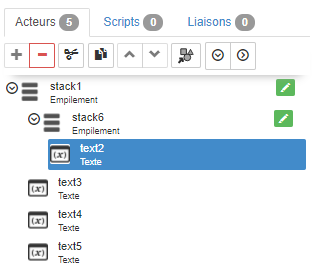 Acteurs 5 Scripts 0 Liaisons 0
stack1
Empilement
stack6
Empilement
(x) text2
Texte
(x) text3
Texte
(x) text4
Texte
(x) text5
Texte